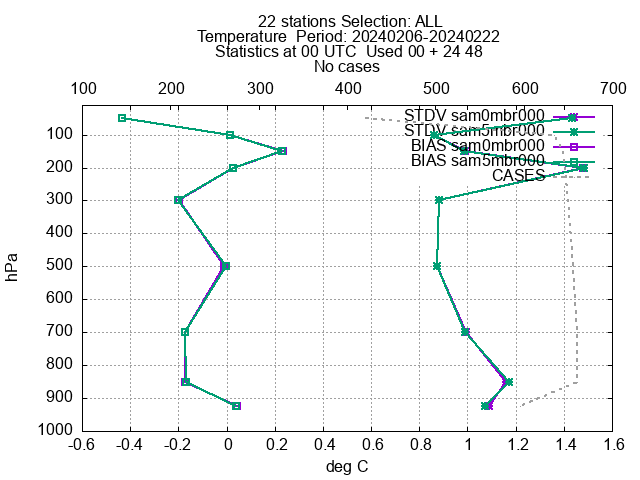 22 stations Selection: ALL
Temperature Period: 20240206-20240222
Statistics at 00 UTC Used 00 + 24 48
No cases
100 200 300 400 500 600 700
STDV sam0mbr000
STDV sam5mbr000
BIAS sam0mbr000
BIAS sam5mbr000
CASES
100
200
300
400
500
600
700
800
900
1000
hPa
-0.6 -0.4 -0.2 0 0.2 0.4 0.6 0.8 1 1.2 1.4 1.6
deg C